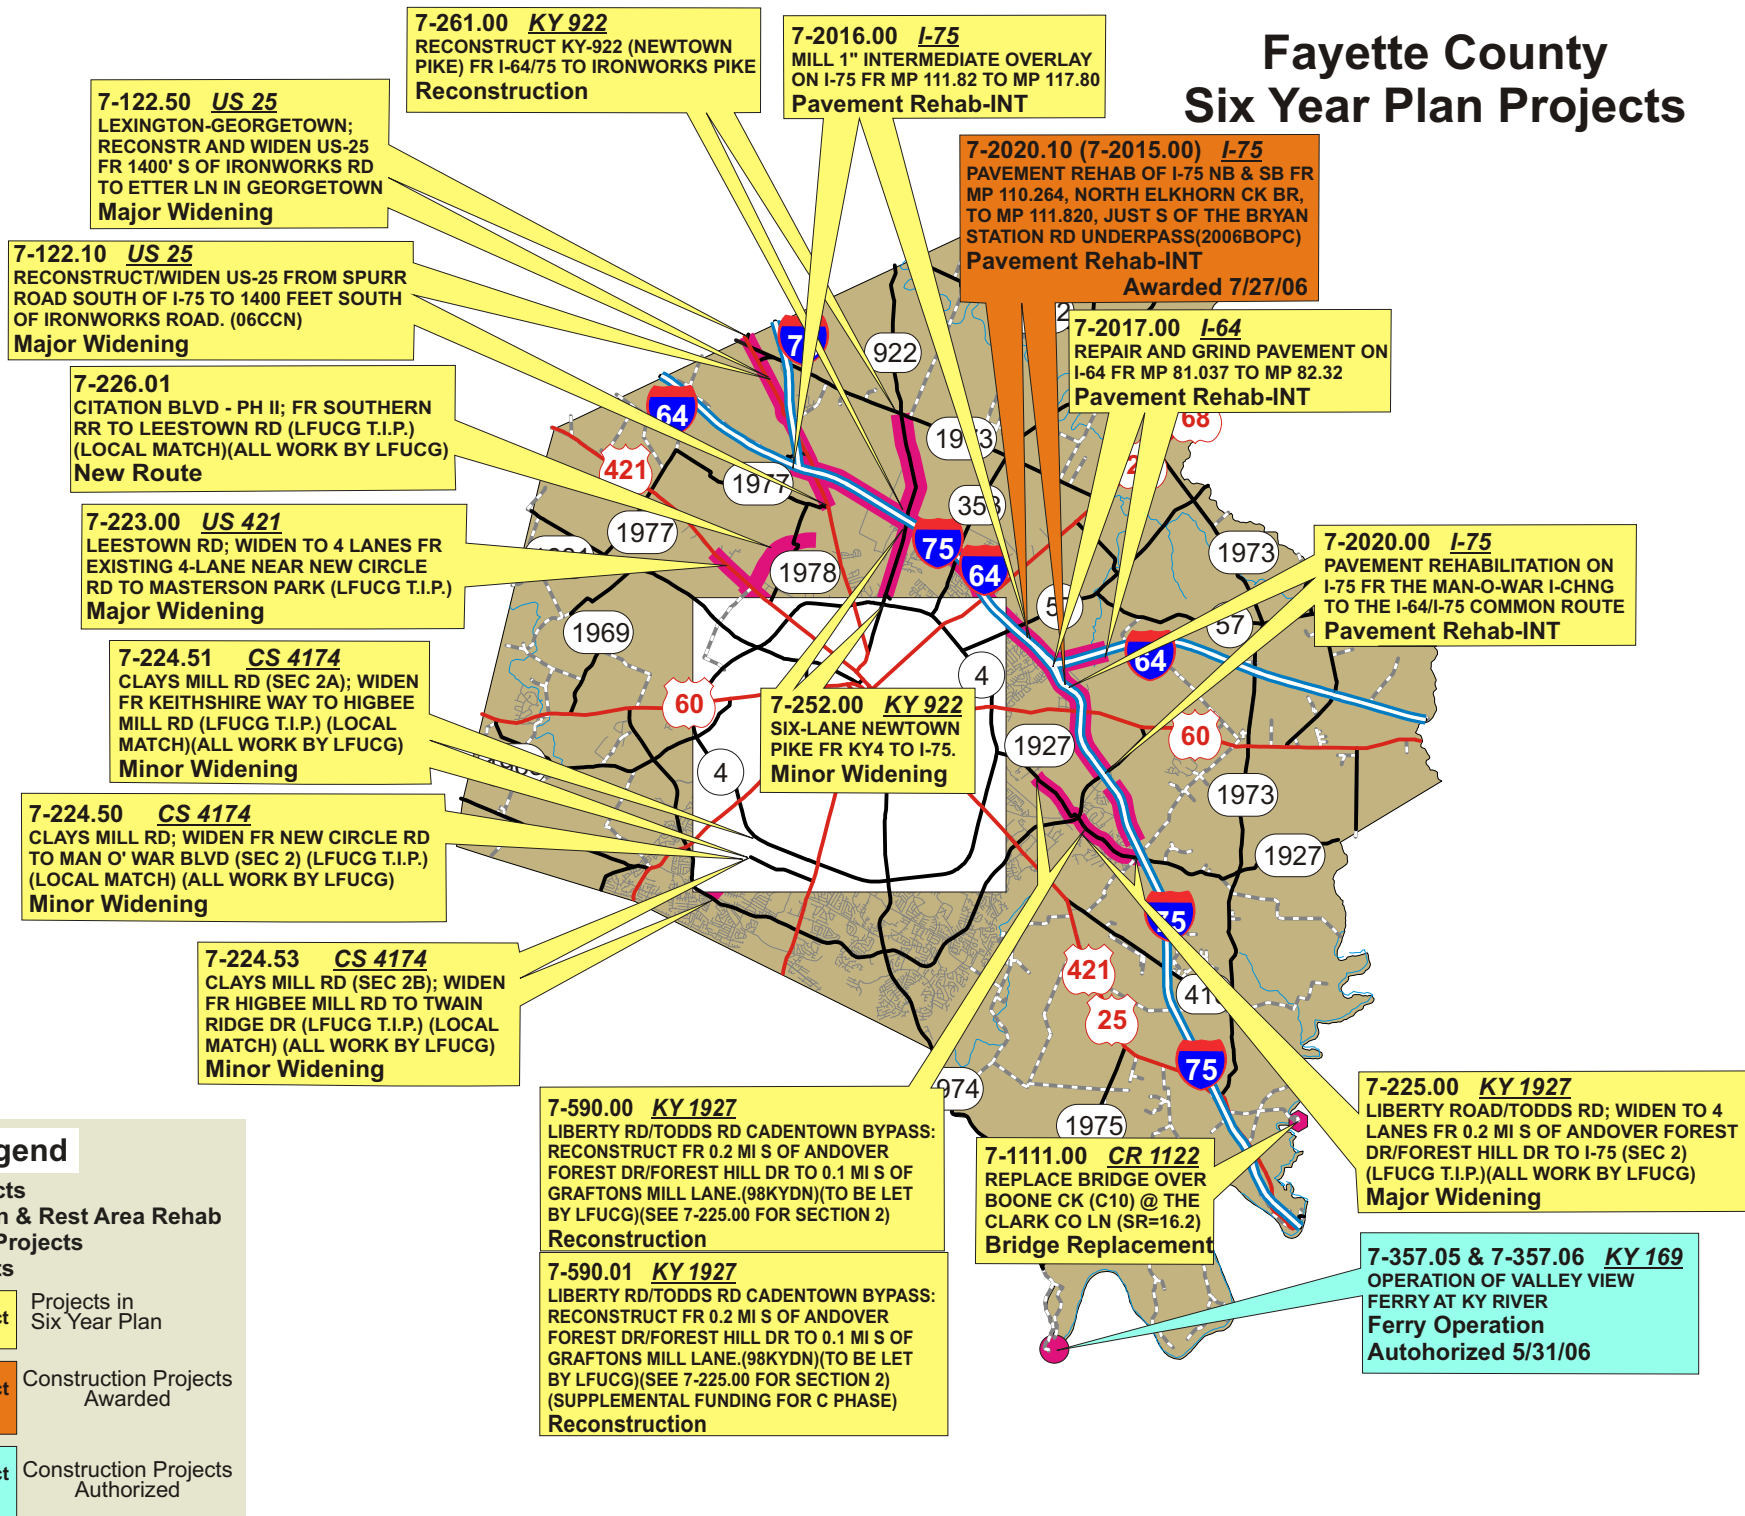 Fayette County
Six Year Plan Projects
7-261.00 KY 922
RECONSTRUCT KY-922 (NEWTOWN
PIKE) FR I-64/75 TO IRONWORKS PIKE
Reconstruction
7-2016.00 I-75
MILL 1" INTERMEDIATE OVERLAY
ON I-75 FR MP 111.82 TO MP 117.80
Pavement Rehab-INT
7-122.50 US 25
LEXINGTON-GEORGETOWN;
RECONSTR AND WIDEN US-25
FR 1400' S OF IRONWORKS RD
TO ETTER LN IN GEORGETOWN
Major Widening
7-2020.10 (7-2015.00) I-75
PAVEMENT REHAB OF I-75 NB & SB FR
MP 110.264, NORTH ELKHORN CK BR,
TO MP 111.820, JUST S OF THE BRYAN
STATION RD UNDERPASS(2006BOPC)
Pavement Rehab-INT
Awarded 7/27/06
7-122.10 US 25
RECONSTRUCT/WIDEN US-25 FROM SPURR
ROAD SOUTH OF I-75 TO 1400 FEET SOUTH
OF IRONWORKS ROAD. (06CCN)
Major Widening
7-2017.00 I-64
REPAIR AND GRIND PAVEMENT ON
I-64 FR MP 81.037 TO MP 82.32
Pavement Rehab-INT
7-226.01
CITATION BLVD - PH II; FR SOUTHERN
RR TO LEESTOWN RD (LFUCG T.I.P.)
(LOCAL MATCH)(ALL WORK BY LFUCG)
New Route
7-223.00 US 421
LEESTOWN RD; WIDEN TO 4 LANES FR
EXISTING 4-LANE NEAR NEW CIRCLE
RD TO MASTERSON PARK (LFUCG T.I.P.)
Major Widening
7-2020.00 I-75
PAVEMENT REHABILITATION ON
I-75 FR THE MAN-O-WAR I-CHNG
TO THE I-64/I-75 COMMON ROUTE
Pavement Rehab-INT
7-224.51 CS 4174
CLAYS MILL RD (SEC 2A); WIDEN
FR KEITHSHIRE WAY TO HIGBEE
MILL RD (LFUCG T.I.P.) (LOCAL
MATCH)(ALL WORK BY LFUCG)
Minor Widening
7-252.00 KY 922
SIX-LANE NEWTOWN
PIKE FR KY4 TO I-75.
Minor Widening
7-224.50 CS 4174
CLAYS MILL RD; WIDEN FR NEW CIRCLE RD
TO MAN O' WAR BLVD (SEC 2) (LFUCG T.I.P.)
(LOCAL MATCH) (ALL WORK BY LFUCG)
Minor Widening
7-224.53 CS 4174
CLAYS MILL RD (SEC 2B); WIDEN
FR HIGBEE MILL RD TO TWAIN
RIDGE DR (LFUCG T.I.P.) (LOCAL
MATCH) (ALL WORK BY LFUCG)
Minor Widening
7-590.00 KY 1927
LIBERTY RD/TODDS RD CADENTOWN BYPASS:
RECONSTRUCT FR 0.2 MI S OF ANDOVER
FOREST DR/FOREST HILL DR TO 0.1 MI S OF
GRAFTONS MILL LANE.(98KYDN)(TO BE LET
BY LFUCG)(SEE 7-225.00 FOR SECTION 2)
Reconstruction
7-590.01 KY 1927
LIBERTY RD/TODDS RD CADENTOWN BYPASS:
RECONSTRUCT FR 0.2 MI S OF ANDOVER
FOREST DR/FOREST HILL DR TO 0.1 MI S OF
GRAFTONS MILL LANE.(98KYDN)(TO BE LET
BY LFUCG)(SEE 7-225.00 FOR SECTION 2)
(SUPPLEMENTAL FUNDING FOR C PHASE)
Reconstruction
7-1111.00 CR 1122
REPLACE BRIDGE OVER
BOONE CK (C10) @ THE
CLARK CO LN (SR=16.2)
Bridge Replacement
7-225.00 KY 1927
LIBERTY ROAD/TODDS RD; WIDEN TO 4
LANES FR 0.2 MI S OF ANDOVER FOREST
DR/FOREST HILL DR TO I-75 (SEC 2)
(LFUCG T.I.P.)(ALL WORK BY LFUCG)
Major Widening
7-357.05 & 7-357.06 KY 169
OPERATION OF VALLEY VIEW
FERRY AT KY RIVER
Ferry Operation
Autohorized 5/31/06
922
64
68
421
1973
1977
353
1977
75
1973
1978
64
57
1969
57
64
4
60
60
1927
4
1973
1927
75
421
25
75
974
1975
gend
cts
n & Rest Area Rehab
Projects
ts
ct
Projects in
Six Year Plan
ct
Construction Projects
Awarded
ct
Construction Projects
Authorized